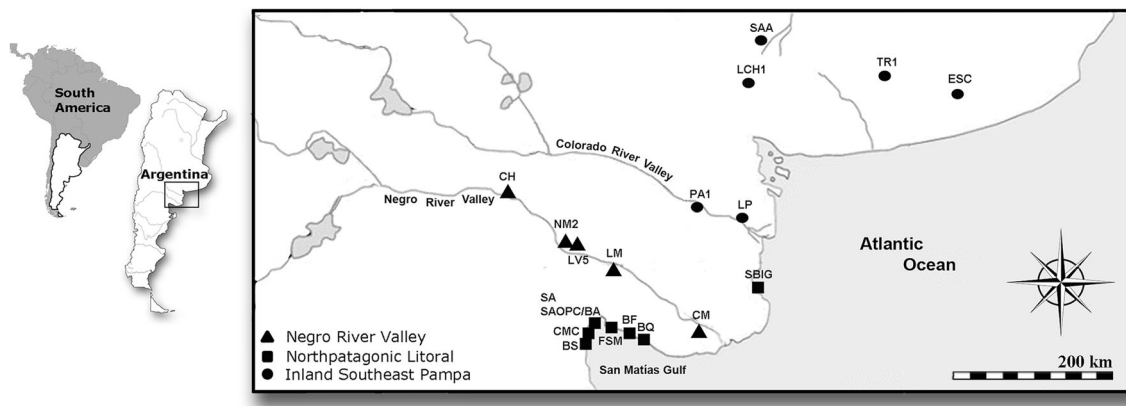 South
America
Argentina
SAA
LCH1
TR1
ESC
Colorado River Valley
CH
Negro River Valley
PA1
LP
NM2
LV5
LM
Atlantic
Ocean
SBIG
SA
SAOPC/BA
CMC
BS
FSM
BF
BQ
CM
Negro River Valley
Northpatagonic Litoral
Inland Southeast Pampa
San Matias Gulf
200 km